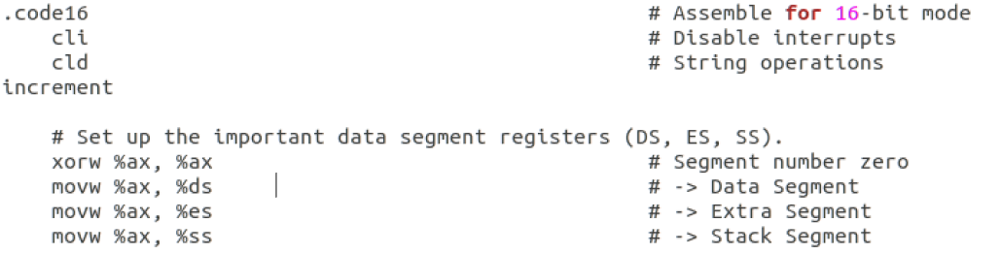 .code16                                             # Assemble for 16-bit mode
    cli                                             # Disable interrupts
    cld                                             # String operations
increment

    # Set up the important data segment registers (DS, ES, SS).
    xorw %ax, %ax                                   # Segment number zero
    movw %ax, %ds                                   # -> Data Segment
    movw %ax, %es                                   # -> Extra Segment
    movw %ax, %ss                                   # -> Stack Segment